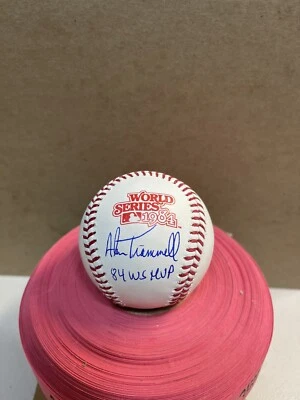 WORLD
SERIES
1984
Alan Trammell
84 WS MVP